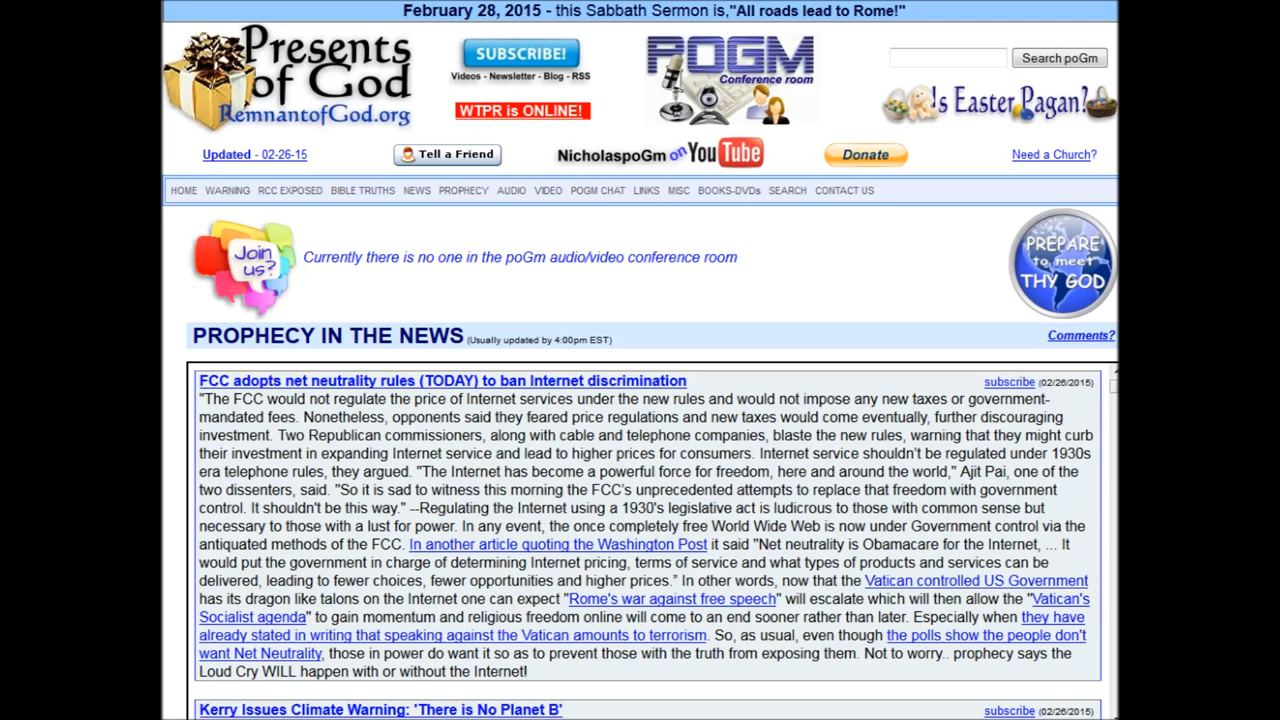 February 28, 2015 - this Sabbath Sermon is,"All roads lead to Rome!"
Presents of God
RemnantofGod.org
SUBSCRIBE!
Videos - Newsletter - Blog - RSS
WTPR is ONLINE!
POGM
Conference room
Search poGm
Is Easter Pagan?
Updated - 02-26-15
Tell a Friend
NicholaspoGm on YouTube
Donate
Need a Church?
HOME WARNING RCC EXPOSED BIBLE TRUTHS NEWS PROPHECY AUDIO VIDEO POGM CHAT LINKS MISC BOOKS-DVDs SEARCH CONTACT US
Join us?
Currently there is no one in the poGm audio/video conference room
PREPARE
to meet
THY GOD
PROPHECY IN THE NEWS (Usually updated by 4:00pm EST)
Comments?
FCC adopts net neutrality rules (TODAY) to ban Internet discrimination
subscribe (02/26/2015)
"The FCC would not regulate the price of Internet services under the new rules and would not impose any new taxes or government-
mandated fees. Nonetheless, opponents said they feared price regulations and new taxes would come eventually, further discouraging
investment. Two Republican commissioners, along with cable and telephone companies, blaste the new rules, warning that they might curb
their investment in expanding Internet service and lead to higher prices for consumers. Internet service shouldn't be regulated under 1930s
era telephone rules, they argued. "The Internet has become a powerful force for freedom, here and around the world," Ajit Pai, one of the
two dissenters, said. "So it is sad to witness this morning the FCC's unprecedented attempts to replace that freedom with government
control. It shouldn't be this way." --Regulating the Internet using a 1930's legislative act is ludicrous to those with common sense but
necessary to those with a lust for power. In any event, the once completely free World Wide Web is now under Government control via the
antiquated methods of the FCC. In another article quoting the Washington Post it said "Net neutrality is Obamacare for the Internet, ... It
would put the government in charge of determining Internet pricing, terms of service and what types of products and services can be
delivered, leading to fewer choices, fewer opportunities and higher prices." In other words, now that the Vatican controlled US Government
has its dragon like talons on the Internet one can expect "Rome's war against free speech" will escalate which will then allow the "Vatican's
Socialist agenda" to gain momentum and religious freedom online will come to an end sooner rather than later. Especially when they have
already stated in writing that speaking against the Vatican amounts to terrorism. So, as usual, even though the polls show the people don't
want Net Neutrality, those in power do want it so as to prevent those with the truth from exposing them. Not to worry.. prophecy says the
Loud Cry WILL happen with or without the Internet!
Kerry Issues Climate Warning: 'There is No Planet B'
subscribe (02/26/2015)